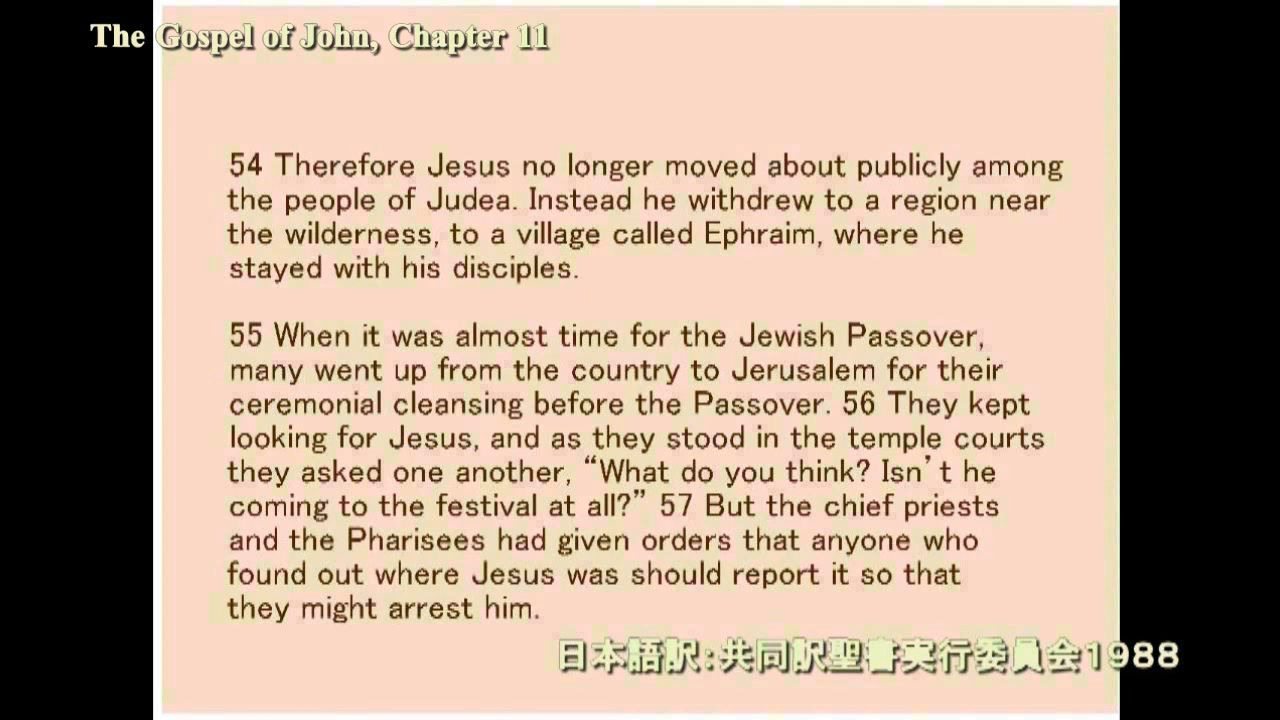 The Gospel of John, Chapter 11
54 Therefore Jesus no longer moved about publicly among
the people of Judea. Instead he withdrew to a region near
the wilderness, to a village called Ephraim, where he
stayed with his disciples.
55 When it was almost time for the Jewish Passover,
many went up from the country to Jerusalem for their
ceremonial cleansing before the Passover. 56 They kept
looking for Jesus, and as they stood in the temple courts
they asked one another, “What do you think? Isn’t he
coming to the festival at all?” 57 But the chief priests
and the Pharisees had given orders that anyone who
found out where Jesus was should report it so that
they might arrest him.
日本語訳:共同訳聖書実行委員会1988